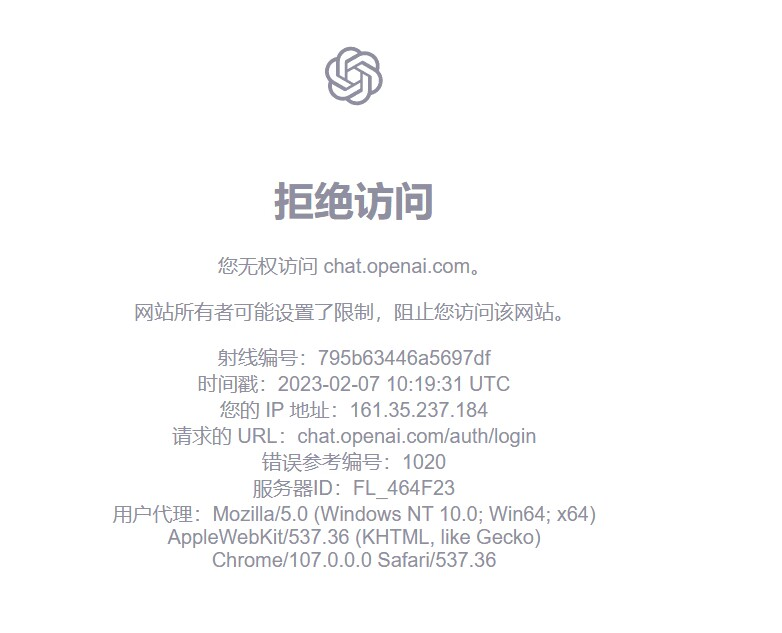 拒绝访问
您无权访问 chat.openai.com。
网站所有者可能设置了限制，阻止您访问该网站。
射线编号：795b63446a5697df
时间戳：2023-02-07 10:19:31 UTC
您的 IP 地址：161.35.237.184
请求的 URL：chat.openai.com/auth/login
错误参考编号：1020
服务器ID：FL_464F23
用户代理：Mozilla/5.0 (Windows NT 10.0; Win64; x64)
AppleWebKit/537.36 (KHTML, like Gecko)
Chrome/107.0.0.0 Safari/537.36